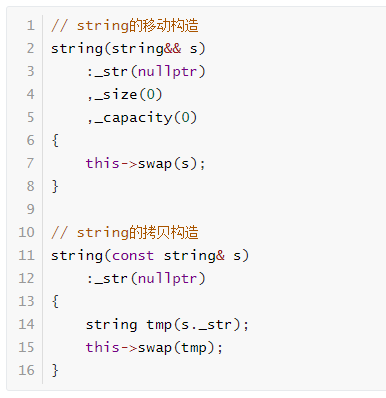 1 // string的移动构造
2 string(string&& s)
3     :_str(nullptr)
4     ,_size(0)
5     ,_capacity(0)
6 {
7     this->swap(s);
8 }
9
10 // string的拷贝构造
11 string(const string& s)
12     :_str(nullptr)
13 {
14     string tmp(s._str);
15     this->swap(tmp);
16 }